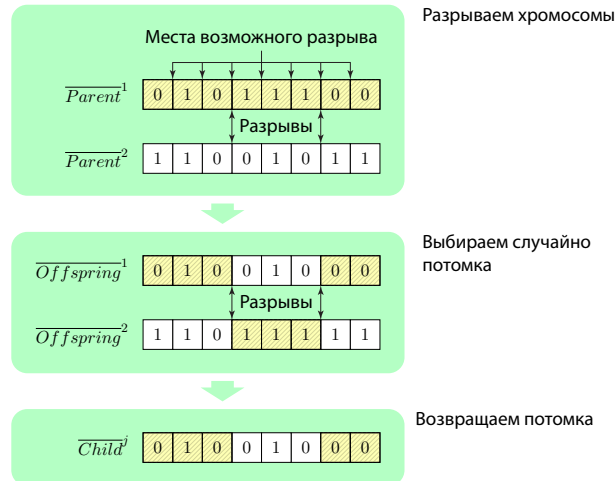 Разрываем хромосомы
Места возможного разрыва
Parent¹ 0 1 0 1 1 1 0 0
Разрывы
Parent² 1 1 0 0 1 0 1 1
Выбираем случайно
потомка
Offspring¹ 0 1 0 0 1 0 0 0
Разрывы
Offspring² 1 1 0 1 1 1 1 1
Возвращаем потомка
Childʲ 0 1 0 0 1 0 0 0